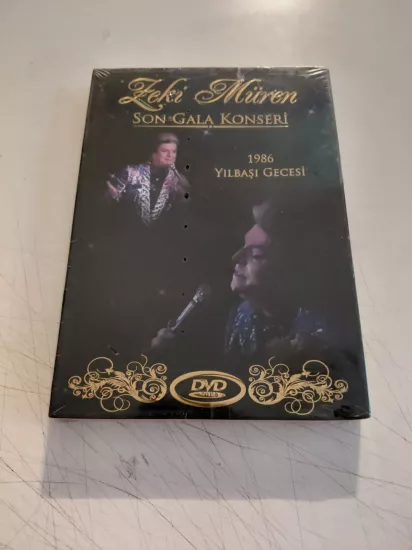 Zeki Müren
SON GALA KONSERİ
1986
YILBAŞI GECESİ
DVD